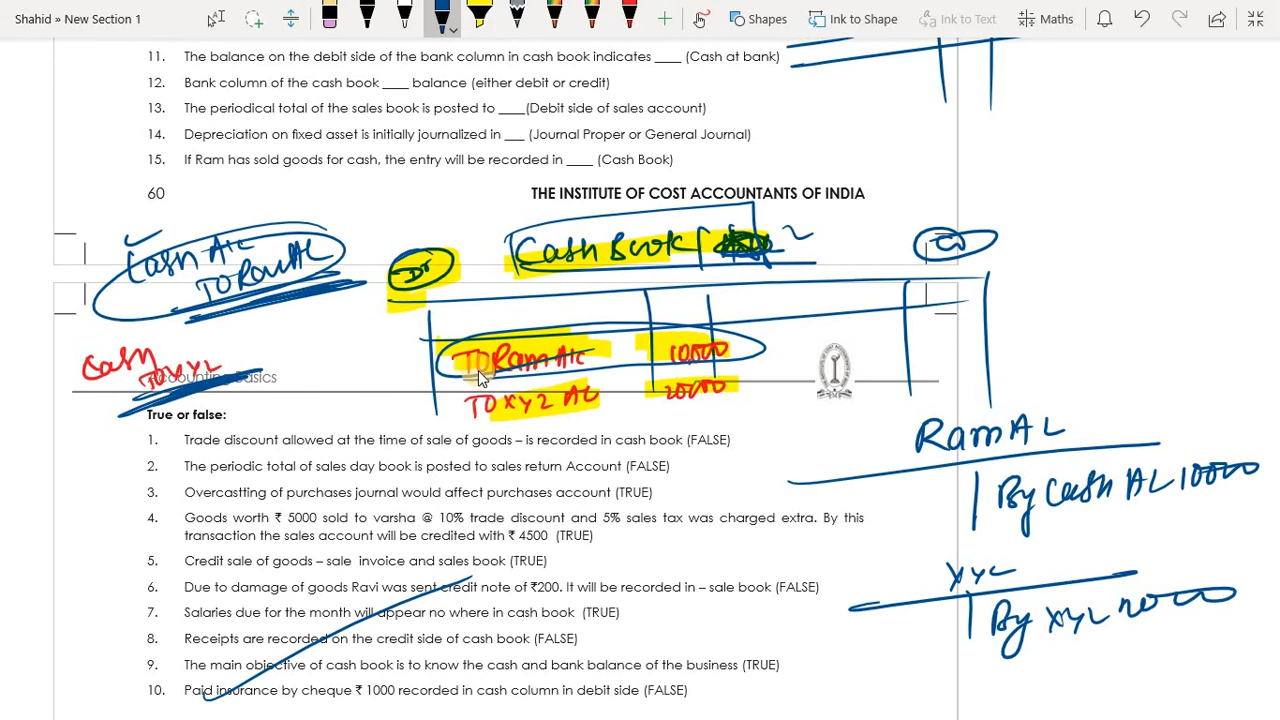 Shahid » New Section 1
Shapes
Ink to Shape
Ink to Text
Maths
11. The balance on the debit side of the bank column in cash book indicates ____ (Cash at bank)
12. Bank column of the cash book ____ balance (either debit or credit)
13. The periodical total of the sales book is posted to ____(Debit side of sales account)
14. Depreciation on fixed asset is initially journalized in ___ (Journal Proper or General Journal)
15. If Ram has sold goods for cash, the entry will be recorded in ____ (Cash Book)
60 THE INSTITUTE OF COST ACCOUNTANTS OF INDIA
Cash A/c
TO Ram AL
Dr
Cash Book
Cr
TO Ram A/c 10,000
TO XYZ AL 20000
Cash
TO XYZ
Accounting Basics
Ram AL
By Cash AL 10000
XYZ
By XYZ 20000
True or false:
1. Trade discount allowed at the time of sale of goods – is recorded in cash book (FALSE)
2. The periodic total of sales day book is posted to sales return Account (FALSE)
3. Overcastting of purchases journal would affect purchases account (TRUE)
4. Goods worth ₹ 5000 sold to varsha @ 10% trade discount and 5% sales tax was charged extra. By this
transaction the sales account will be credited with ₹ 4500 (TRUE)
5. Credit sale of goods – sale invoice and sales book (TRUE)
6. Due to damage of goods Ravi was sent credit note of ₹200. It will be recorded in – sale book (FALSE)
7. Salaries due for the month will appear no where in cash book (TRUE)
8. Receipts are recorded on the credit side of cash book (FALSE)
9. The main objective of cash book is to know the cash and bank balance of the business (TRUE)
10. Paid insurance by cheque ₹ 1000 recorded in cash column in debit side (FALSE)